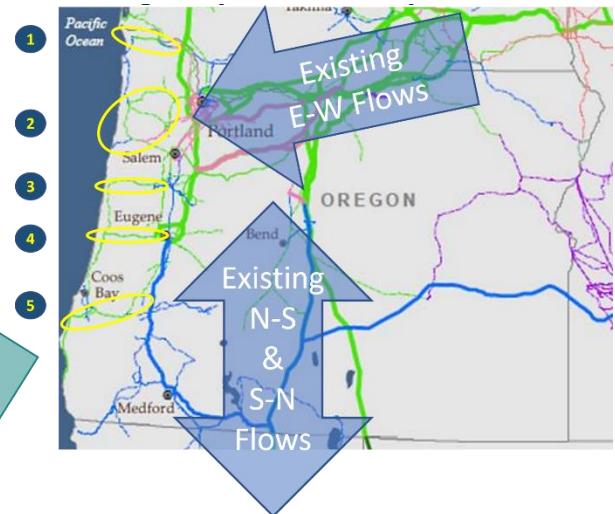 Yakima
1
Pacific
Ocean
Existing
E-W Flows
2
Portland
Salem
3
OREGON
Eugene
4
Bend
Existing
N-S
&
S-N
Flows
Coos
Bay
5
Medford